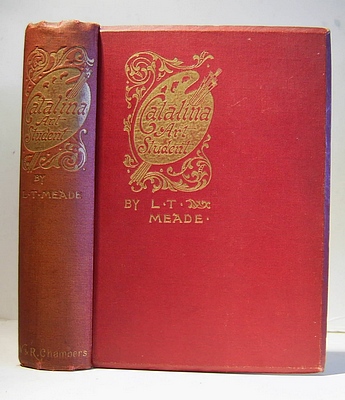 Catalina
Art
Student
BY
L·T·MEADE
& R. Chambers
Catalina
Art
Student
BY L·T·
MEADE·